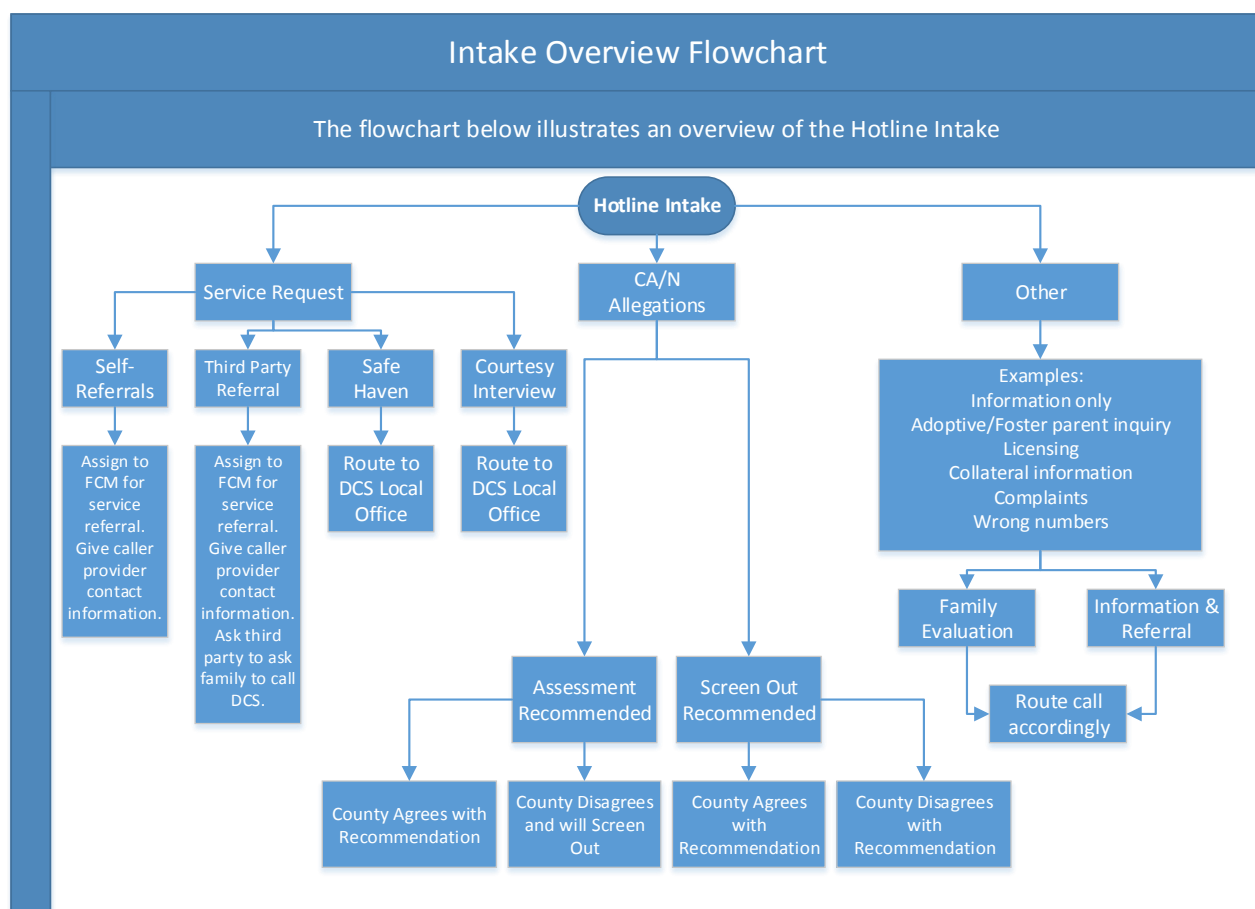 Intake Overview Flowchart
The flowchart below illustrates an overview of the Hotline Intake
Hotline Intake
Service Request
CA/N
Allegations
Other
Self-
Referrals
Third Party
Referral
Safe
Haven
Courtesy
Interview
Examples:
Information only
Adoptive/Foster parent inquiry
Licensing
Collateral information
Complaints
Wrong numbers
Assign to
FCM for
service
referral.
Give caller
provider
contact
information.
Assign to
FCM for
service
referral.
Give caller
provider
contact
information.
Ask third
party to ask
family to call
DCS.
Route to
DCS Local
Office
Route to
DCS Local
Office
Family
Evaluation
Information &
Referral
Assessment
Recommended
Screen Out
Recommended
Route call
accordingly
County Agrees with
Recommendation
County Disagrees
and will Screen
Out
County Agrees
with
Recommendation
County Disagrees
with
Recommendation